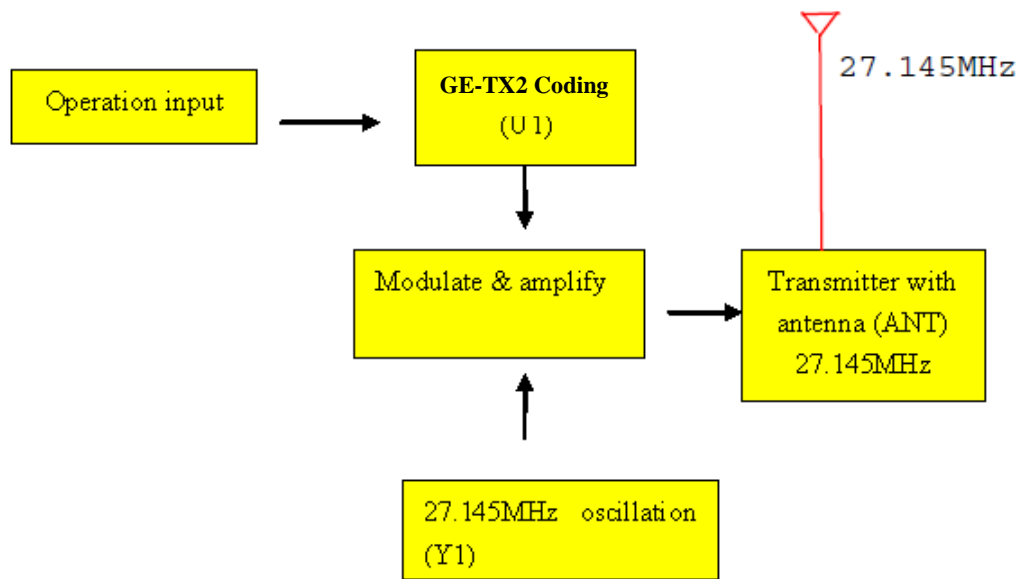 Operation input
GE-TX2 Coding
(U1)
27.145MHz
Modulate & amplify
Transmitter with
antenna (ANT)
27.145MHz
27.145MHz oscillation
(Y1)